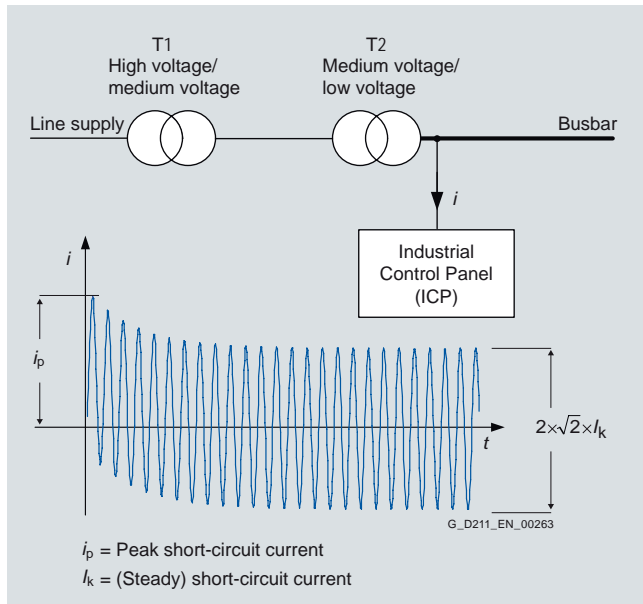 T1
High voltage/
medium voltage
T2
Medium voltage/
low voltage
Line supply
Busbar
i
Industrial
Control Panel
(ICP)
i
ip
t
2×√2×Ik
G_D211_EN_00263
ip = Peak short-circuit current
Ik = (Steady) short-circuit current